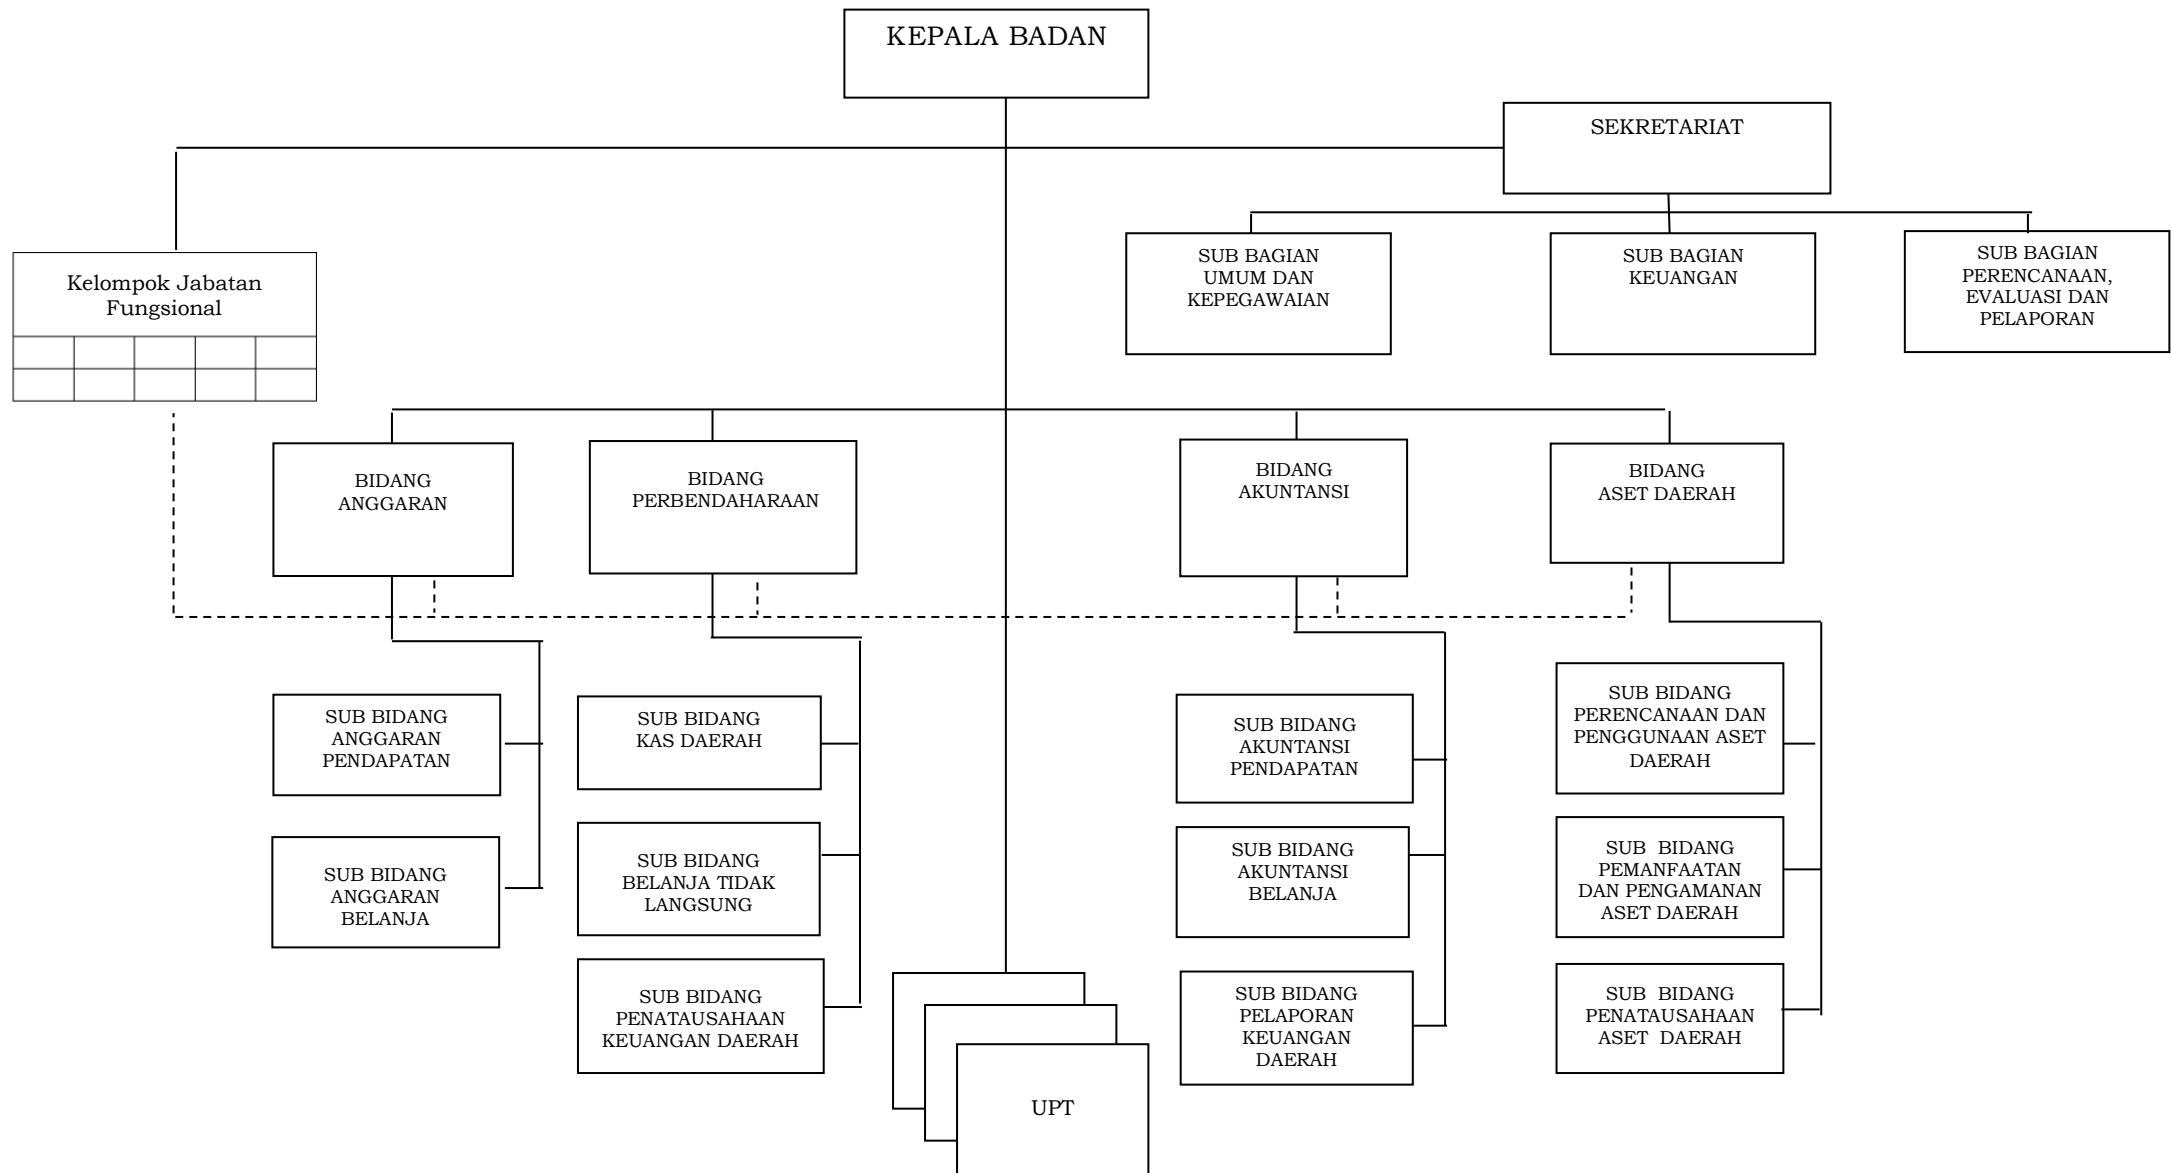 KEPALA BADAN
SEKRETARIAT
SUB BAGIAN
UMUM DAN
KEPEGAWAIAN
SUB BAGIAN
KEUANGAN
SUB BAGIAN
PERENCANAAN,
EVALUASI DAN
PELAPORAN
Kelompok Jabatan
Fungsional
BIDANG
ANGGARAN
BIDANG
PERBENDAHARAAN
BIDANG
AKUNTANSI
BIDANG
ASET DAERAH
SUB BIDANG
ANGGARAN
PENDAPATAN
SUB BIDANG
KAS DAERAH
SUB BIDANG
AKUNTANSI
PENDAPATAN
SUB BIDANG
PERENCANAAN DAN
PENGGUNAAN ASET
DAERAH
SUB BIDANG
ANGGARAN
BELANJA
SUB BIDANG
BELANJA TIDAK
LANGSUNG
SUB BIDANG
AKUNTANSI
BELANJA
SUB BIDANG
PEMANFAATAN
DAN PENGAMANAN
ASET DAERAH
SUB BIDANG
PENATAUSAHAAN
KEUANGAN DAERAH
SUB BIDANG
PELAPORAN
KEUANGAN
DAERAH
SUB BIDANG
PENATAUSAHAAN
ASET DAERAH
UPT